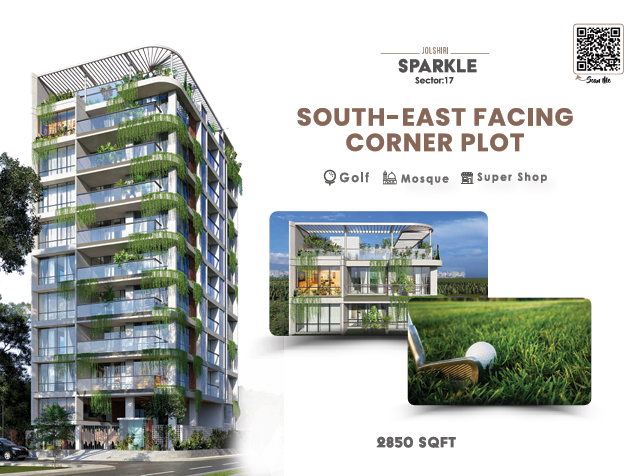 JOLSHIRI
SPARKLE
Sector:17
Scan Me
SOUTH-EAST FACING
CORNER PLOT
Golf Mosque Super Shop
2850 SQFT